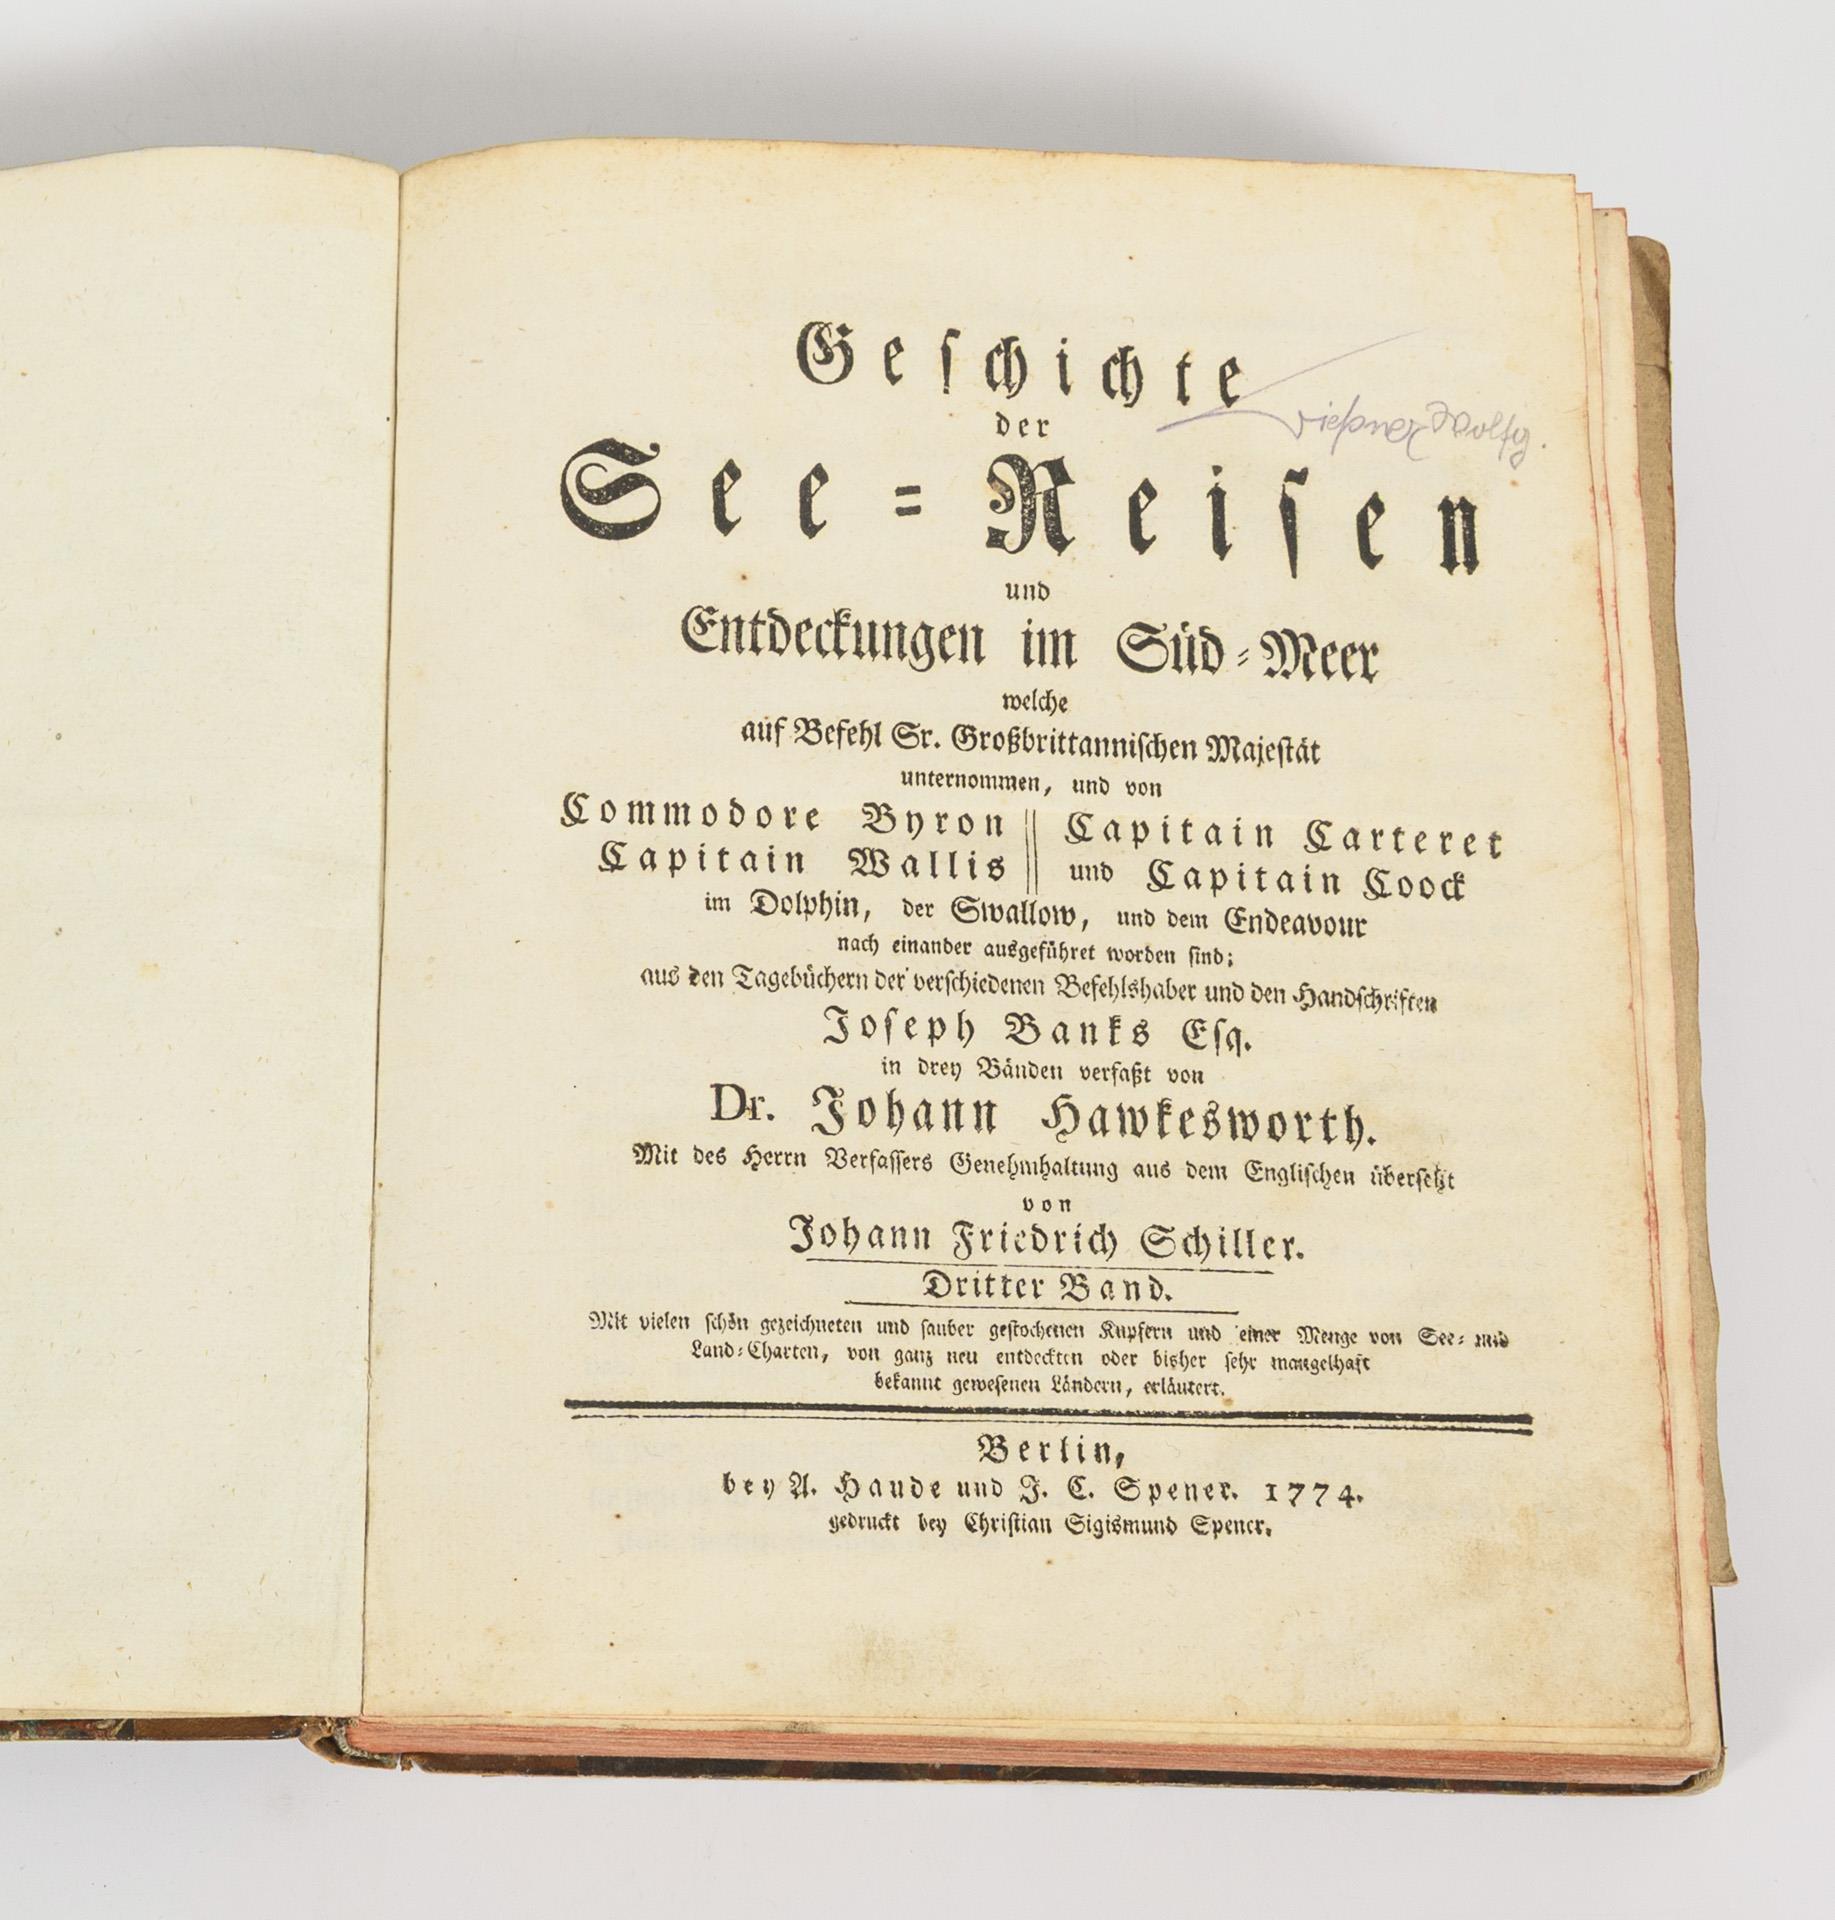 Geschichte
der
See=Reisen
und
Entdeckungen im Süd=Meer
welche
auf Befehl Sr. Großbrittannischen Majestät
unternommen, und von
Commodore Byron || Capitain Carteret
Capitain Wallis || und Capitain Coock
im Dolphin, der Swallow, und dem Endeavour
nach einander ausgeführet worden sind;
aus den Tagebüchern der verschiedenen Befehlshaber und den Handschriften
Joseph Banks Esq.
in drey Bänden verfaßt von
Dr. Johann Hawkesworth.
Mit des Herrn Verfassers Genehmhaltung aus dem Englischen übersetzt
von
Johann Friedrich Schiller.
Dritter Band.
Mit vielen schön gezeichneten und sauber gestochenen Kupfern und einer Menge von See= und
Land=Charten, von ganz neu entdeckten oder bisher sehr mangelhaft
bekannt gewesenen Ländern, erläutert.
Berlin,
bey A. Haude und J. C. Spener. 1774.
gedruckt bey Christian Sigismund Spener.